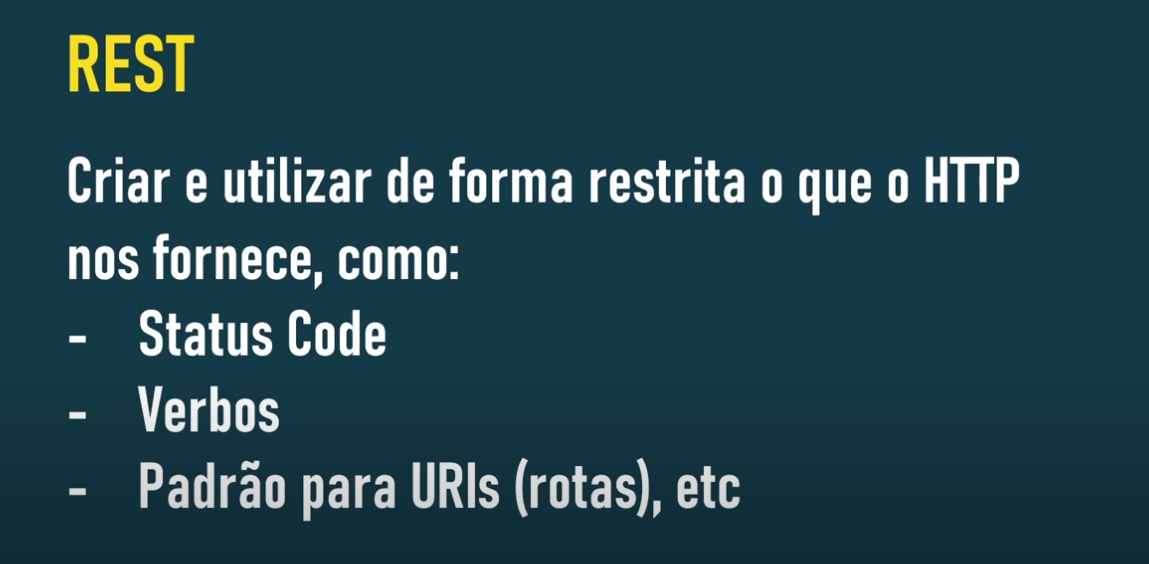 REST
Criar e utilizar de forma restrita o que o HTTP
nos fornece, como:
- Status Code
- Verbos
- Padrão para URIs (rotas), etc